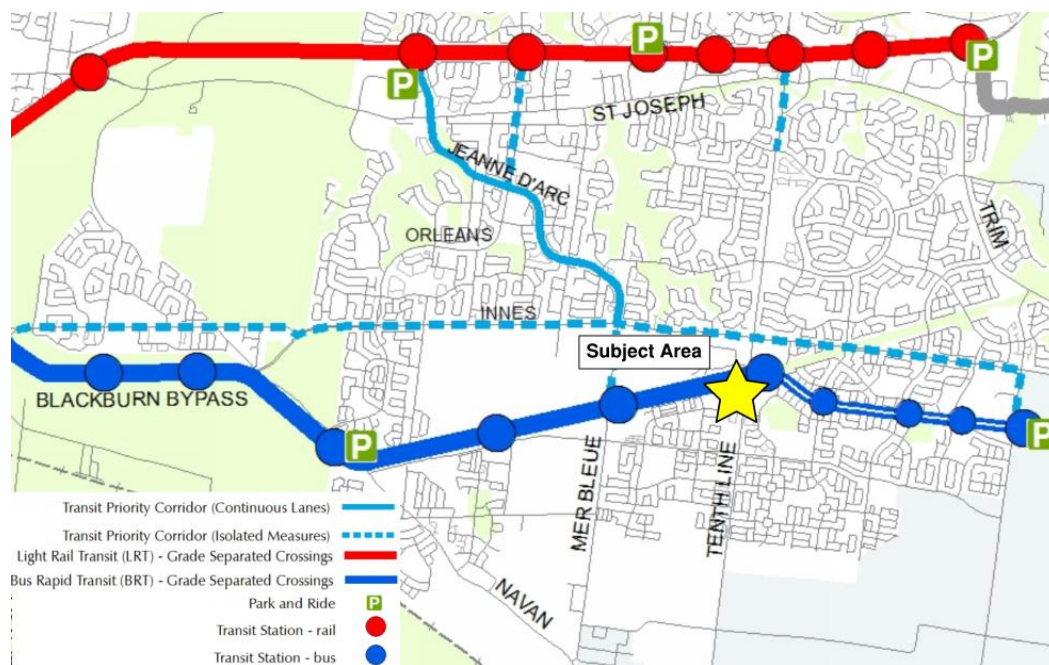 P
P
P
ST JOSEPH
JEANNE D'ARC
TRIM
ORLEANS
INNES
Subject Area
BLACKBURN BYPASS
P
P
MER BLEUE
TENTH LINE
NAVAN
Transit Priority Corridor (Continuous Lanes)
Transit Priority Corridor (Isolated Measures)
Light Rail Transit (LRT) - Grade Separated Crossings
Bus Rapid Transit (BRT) - Grade Separated Crossings
Park and Ride P
Transit Station - rail
Transit Station - bus